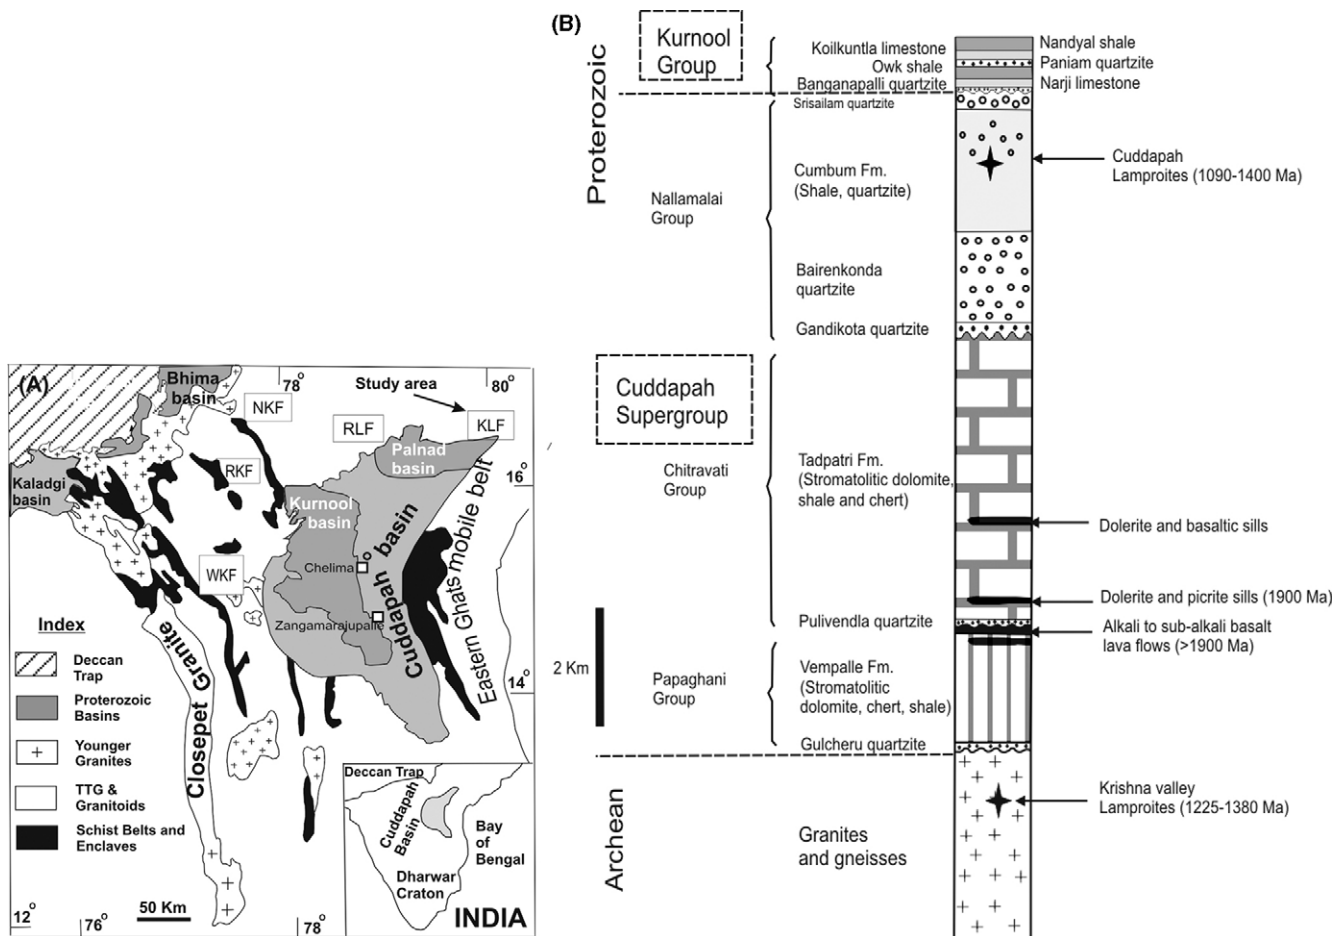 (A)
Bhima
basin
78°
Study area
80°
NKF
RLF
KLF
Palnad
basin
RKF
16°
Kaladgi
basin
Kurnool
basin
Cuddapah basin
Eastern Ghats mobile belt
Chelima
WKF
Zangamarajupalle
14°
Closepet Granite
Index
Deccan
Trap
Proterozoic
Basins
Younger
Granites
TTG &
Granitoids
Schist Belts and
Enclaves
12°
76°
50 Km
78°
Deccan Trap
Cuddapah
Basin
Bay
of
Bengal
Dharwar
Craton
INDIA
(B)
Proterozoic
Kurnool
Group
Koilkuntla limestone
Owk shale
Banganapalli quartzite
Nandyal shale
Paniam quartzite
Narji limestone
Srisailam quartzite
Nallamalai
Group
Cumbum Fm.
(Shale, quartzite)
Cuddapah
Lamproites (1090-1400 Ma)
Bairenkonda
quartzite
Gandikota quartzite
Cuddapah
Supergroup
Chitravati
Group
Tadpatri Fm.
(Stromatolitic dolomite,
shale and chert)
Dolerite and basaltic sills
Dolerite and picrite sills (1900 Ma)
Pulivendla quartzite
Alkali to sub-alkali basalt
lava flows (>1900 Ma)
2 Km
Papaghani
Group
Vempalle Fm.
(Stromatolitic
dolomite, chert, shale)
Gulcheru quartzite
Archean
Granites
and gneisses
Krishna valley
Lamproites (1225-1380 Ma)